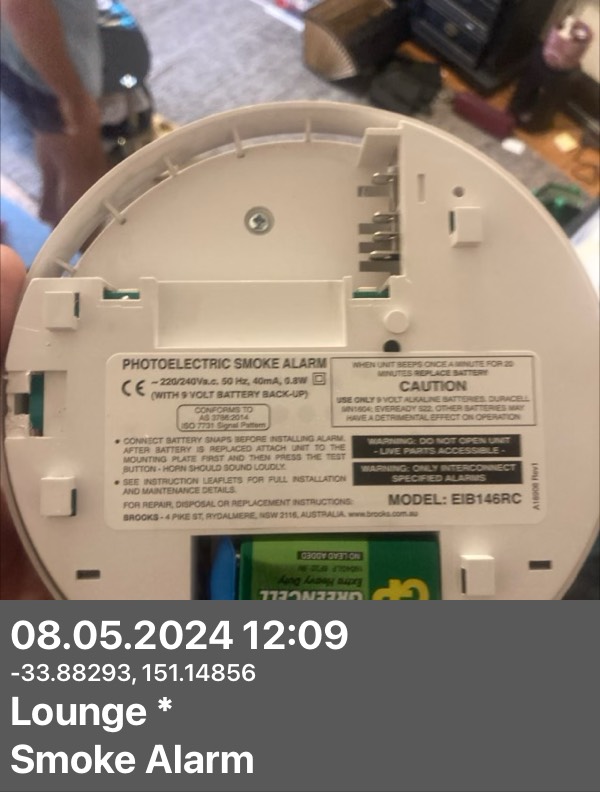 PHOTOELECTRIC SMOKE ALARM
CE ~ 220/240Va.c. 50 Hz, 40mA, 0.8W
(WITH 9 VOLT BATTERY BACK-UP)
CONFORMS TO
AS 3786:2014
ISO 7731 Signal Pattern
• CONNECT BATTERY SNAPS BEFORE INSTALLING ALARM.
AFTER BATTERY IS REPLACED ATTACH UNIT TO THE
MOUNTING PLATE FIRST AND THEN PRESS THE TEST
BUTTON - HORN SHOULD SOUND LOUDLY.
• SEE INSTRUCTION LEAFLETS FOR FULL INSTALLATION
AND MAINTENANCE DETAILS.
FOR REPAIR, DISPOSAL OR REPLACEMENT INSTRUCTIONS:
BROOKS - 4 PIKE ST, RYDALMERE, NSW 2116, AUSTRALIA. www.brooks.com.au
WHEN UNIT BEEPS ONCE A MINUTE FOR 20
MINUTES REPLACE BATTERY
CAUTION
USE ONLY 9 VOLT ALKALINE BATTERIES, DURACELL
MN1604; EVEREADY 522. OTHER BATTERIES MAY
HAVE A DETRIMENTAL EFFECT ON OPERATION
WARNING: DO NOT OPEN UNIT
- LIVE PARTS ACCESSIBLE -
WARNING: ONLY INTERCONNECT
SPECIFIED ALARMS
MODEL: EIB146RC
NO LEAD ADDED
Extra Heavy Duty
GREENCELL
GP
08.05.2024 12:09
-33.88293, 151.14856
Lounge *
Smoke Alarm